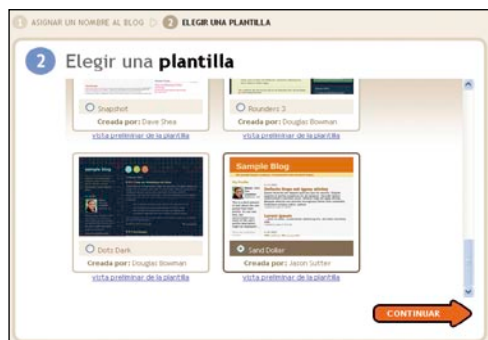 1 ASIGNAR UN NOMBRE AL BLOG 2 ELEGIR UNA PLANTILLA
2 Elegir una plantilla
Snapshot
Rounders 3
Creada por: Dave Shea
Creada por: Douglas Bowman
vista preliminar de la plantilla
vista preliminar de la plantilla
sample blog
Sample Blog
Dots Dark
Sand Dollar
Creada por: Douglas Bowman
Creada por: Jason Sutter
vista preliminar de la plantilla
vista preliminar de la plantilla
CONTINUAR